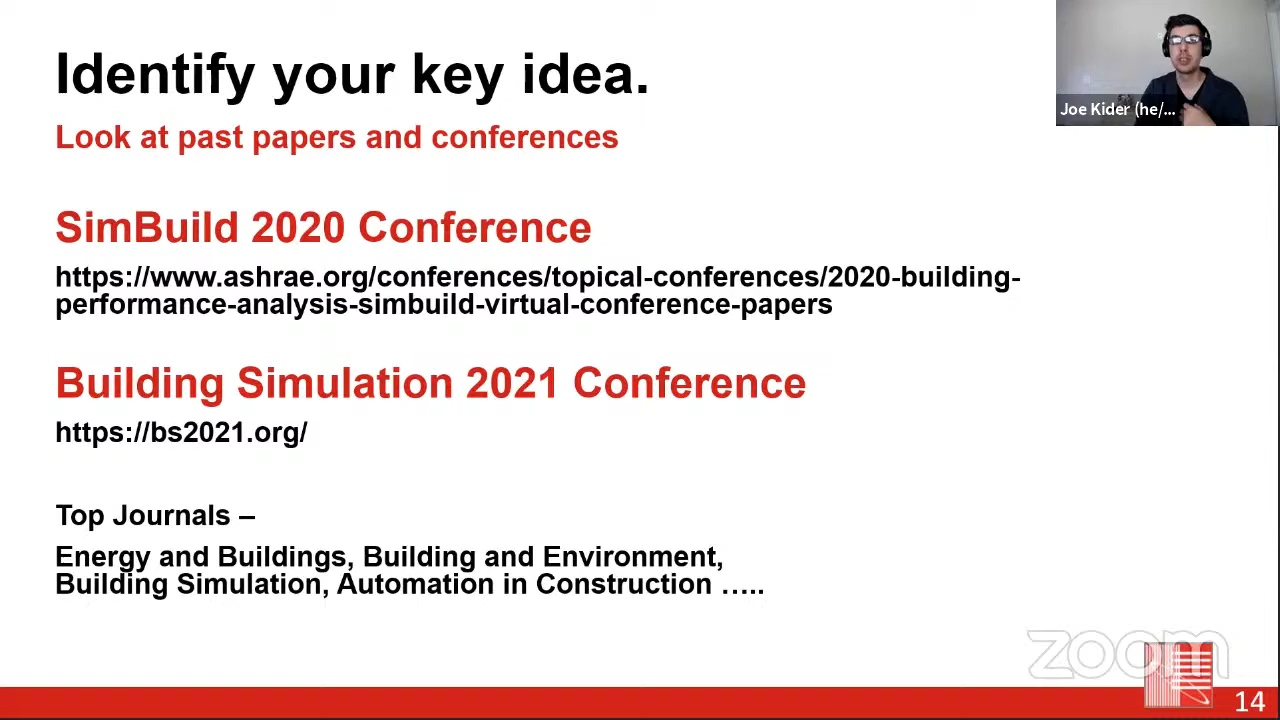 Identify your key idea.
Look at past papers and conferences
Joe Kider (he/...
SimBuild 2020 Conference
https://www.ashrae.org/conferences/topical-conferences/2020-building-
performance-analysis-simbuild-virtual-conference-papers
Building Simulation 2021 Conference
https://bs2021.org/
Top Journals –
Energy and Buildings, Building and Environment,
Building Simulation, Automation in Construction …..
zoom
14